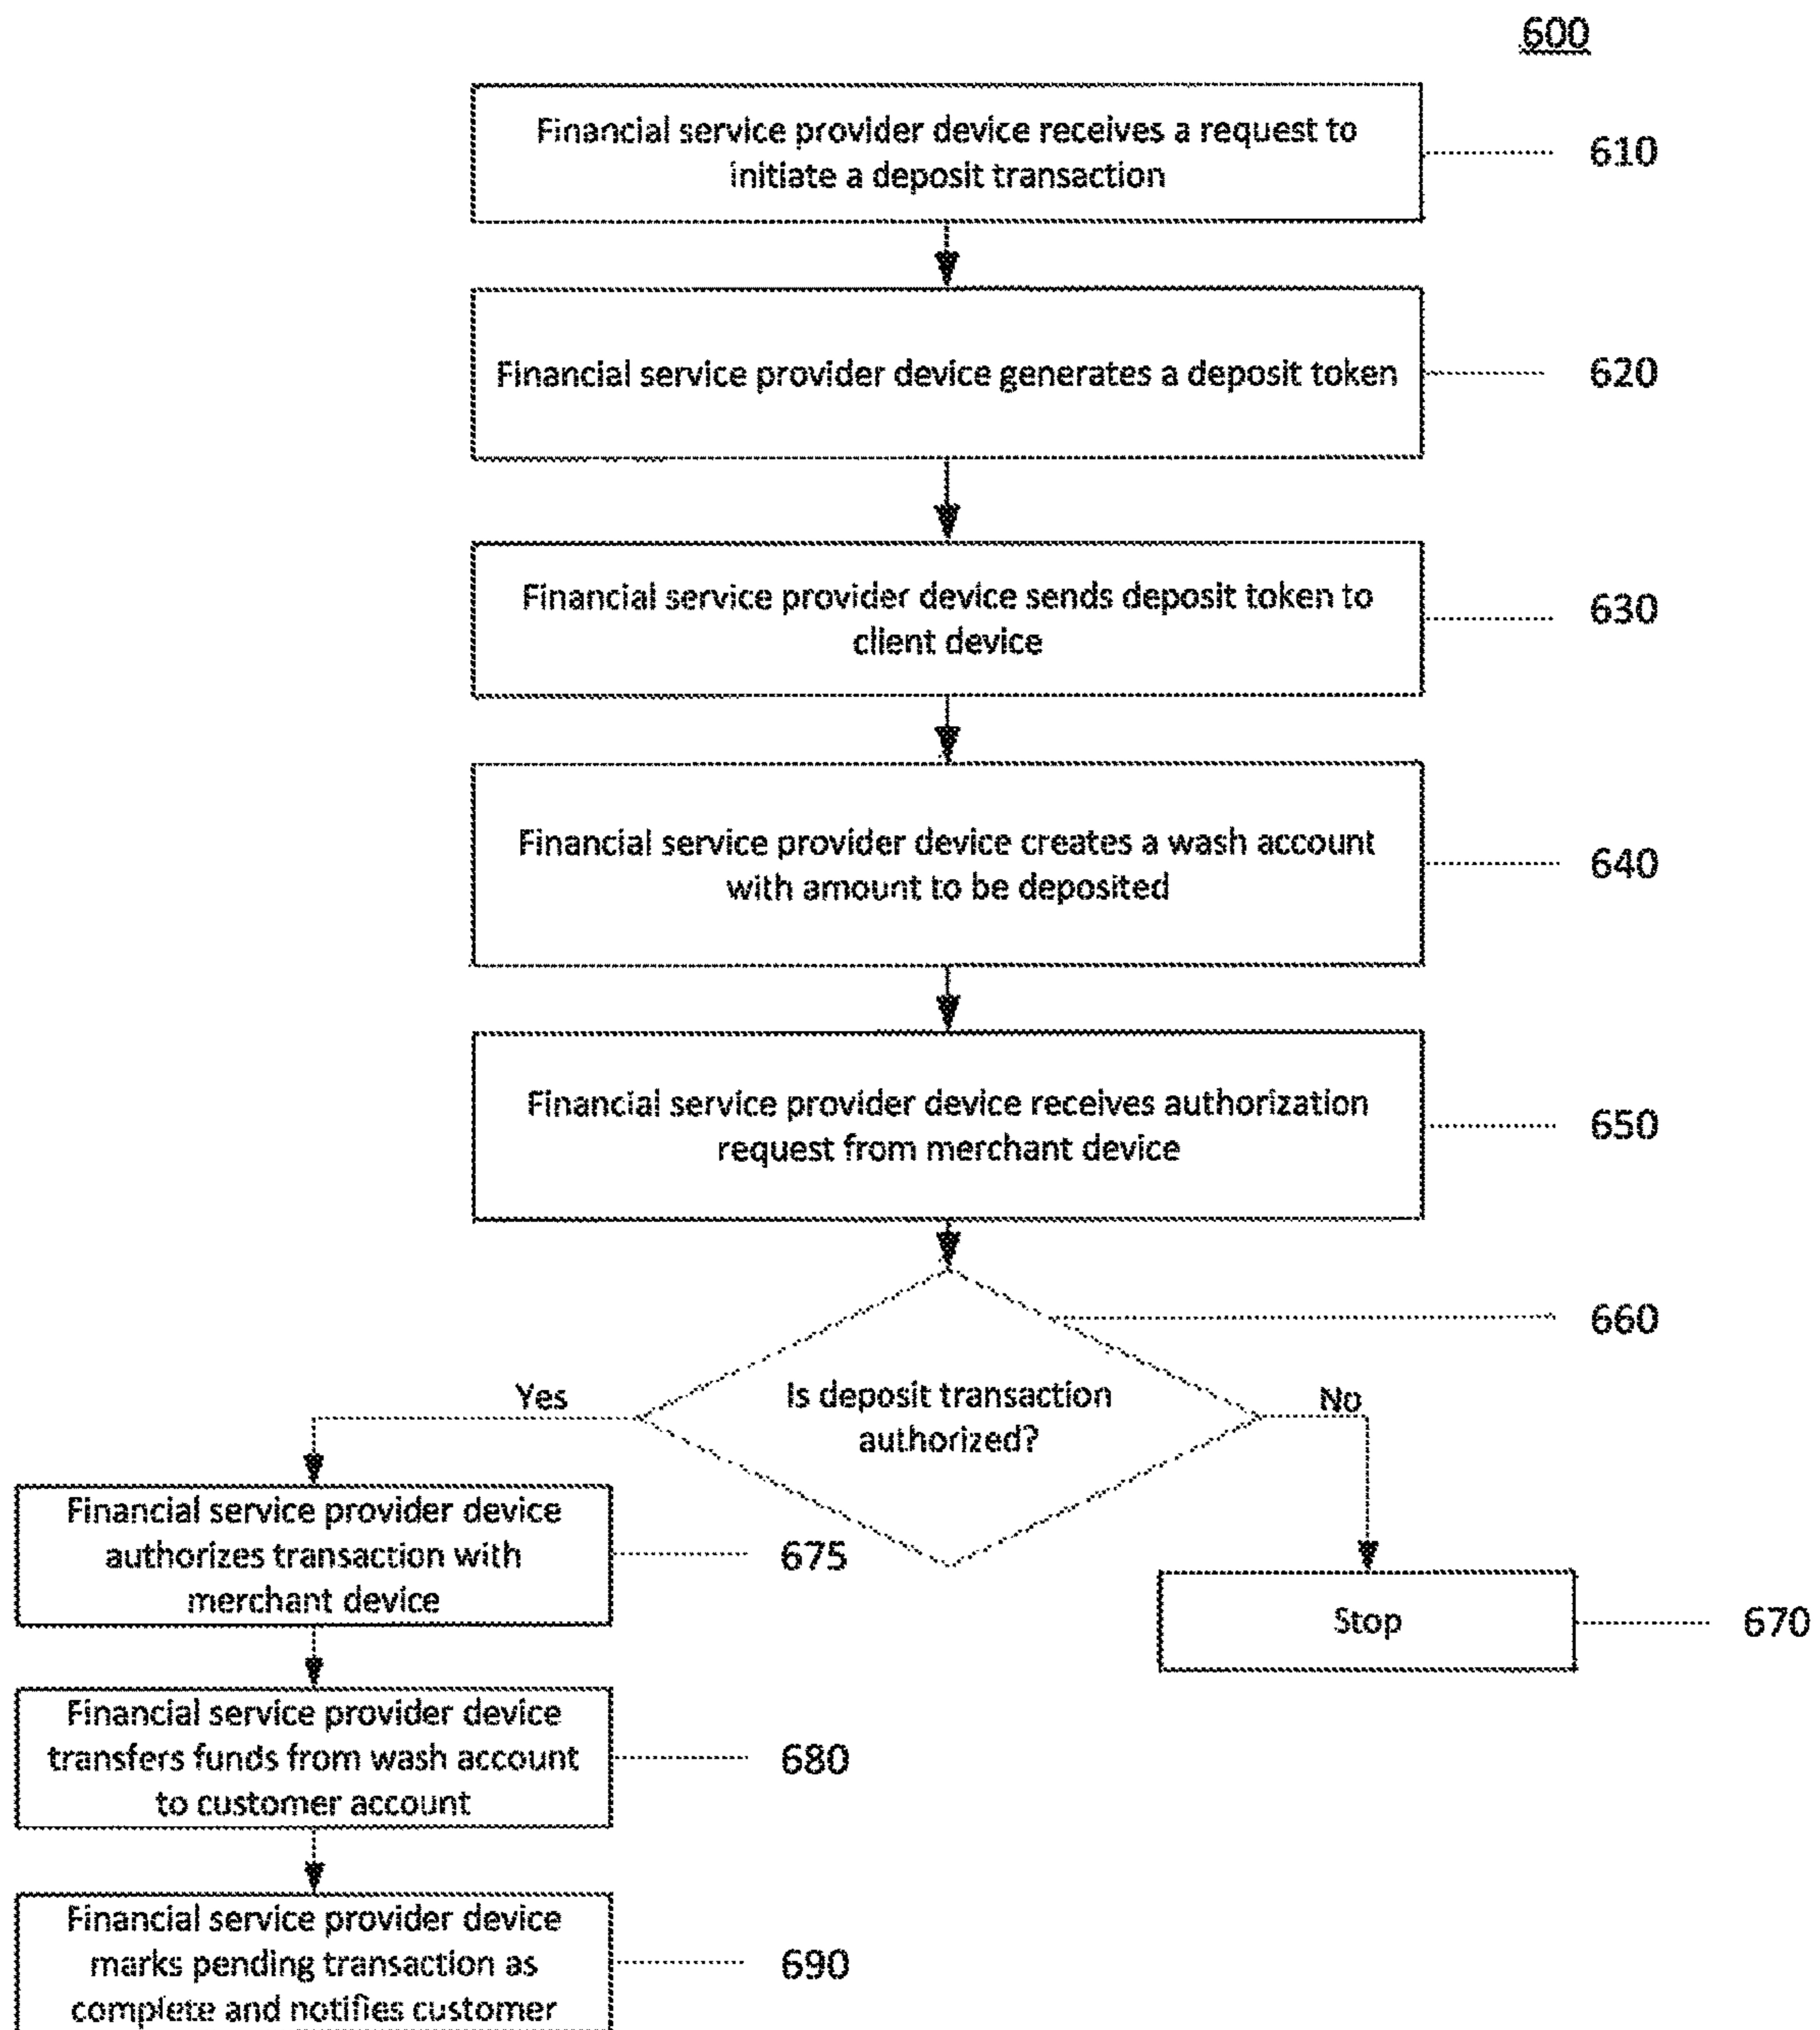 600
Financial service provider device receives a request to
initiate a deposit transaction
610
Financial service provider device generates a deposit token
620
Financial service provider device sends deposit token to
client device
630
Financial service provider device creates a wash account
with amount to be deposited
640
Financial service provider device receives authorization
request from merchant device
650
660
Is deposit transaction
authorized?
Yes
No
Financial service provider device
authorizes transaction with
merchant device
675
Stop
670
Financial service provider device
transfers funds from wash account
to customer account
680
Financial service provider device
marks pending transaction as
complete and notifies customer
690